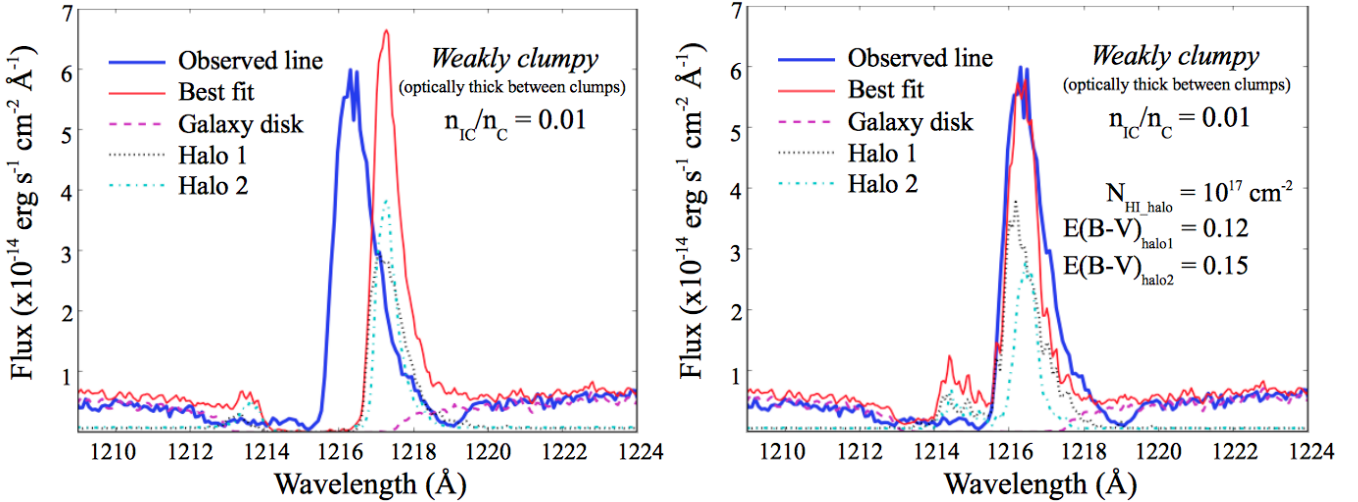 7
6
5
4
3
2
1
Flux (x10⁻¹⁴ erg s⁻¹ cm⁻² Å⁻¹)
Observed line
Best fit
Galaxy disk
Halo 1
Halo 2
Weakly clumpy
(optically thick between clumps)
n_IC/n_C = 0.01
1210 1212 1214 1216 1218 1220 1222 1224
Wavelength (Å)
7
6
5
4
3
2
1
Flux (x10⁻¹⁴ erg s⁻¹ cm⁻² Å⁻¹)
Observed line
Best fit
Galaxy disk
Halo 1
Halo 2
Weakly clumpy
(optically thick between clumps)
n_IC/n_C = 0.01
N_HI_halo = 10¹⁷ cm⁻²
E(B-V)_halo1 = 0.12
E(B-V)_halo2 = 0.15
1210 1212 1214 1216 1218 1220 1222 1224
Wavelength (Å)